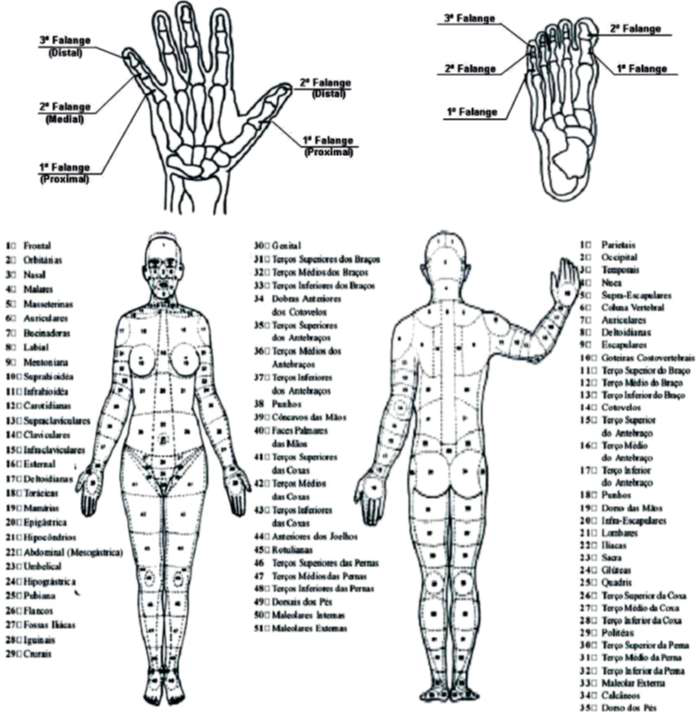 3ª Falange
(Distal)
2ª Falange
(Medial)
1ª Falange
(Proximal)
2ª Falange
(Distal)
1ª Falange
(Proximal)
3ª Falange
2ª Falange
1ª Falange
2ª Falange
1ª Falange
1 Frontal
2 Orbitárias
3 Nasal
4 Malares
5 Masseterinas
6 Auriculares
7 Bucinadoras
8 Labial
9 Mentoniana
10 Suprahioidéa
11 Infrahioidéa
12 Carotidianas
13 Supraclaviculares
14 Claviculares
15 Infraclaviculares
16 Esternal
17 Deltoidianas
18 Torácicas
19 Mamárias
20 Epigástrica
21 Hipocôndrios
22 Abdominal (Mesogástrica)
23 Umbelical
24 Hipogástrica
25 Pubiana
26 Flancos
27 Fossas Ilíacas
28 Iguinais
29 Crurais
30 Genital
31 Terços Superiores dos Braços
32 Terços Médios dos Braços
33 Terços Inferiores dos Braços
34 Dobras Anteriores
dos Cotovelos
35 Terços Superiores
dos Antebraços
36 Terços Médios dos
Antebraços
37 Terços Inferiores
dos Antebraços
38 Punhos
39 Côncavos das Mãos
40 Faces Palmares
das Mãos
41 Terços Superiores
das Coxas
42 Terços Médios
das Coxas
43 Terços Inferiores
das Coxas
44 Anteriores dos Joelhos
45 Rotulianas
46 Terços Superiores das Pernas
47 Terços Médios das Pernas
48 Terços Inferiores das Pernas
49 Dorsais dos Pés
50 Maleolares Internas
51 Maleolares Externas
1 Parietais
2 Occipital
3 Temporais
4 Nuca
5 Supra-Escapulares
6 Coluna Vertebral
7 Auriculares
8 Deltoidianas
9 Escapulares
10 Goteiras Costovertebrais
11 Terço Superior do Braço
12 Terço Médio do Braço
13 Terço Inferior do Braço
14 Cotovelos
15 Terço Superior
do Antebraço
16 Terço Médio
do Antebraço
17 Terço Inferior
do Antebraço
18 Punhos
19 Dorso das Mãos
20 Infra-Escapulares
21 Lombares
22 Ilíacas
23 Sacra
24 Glúteas
25 Quadris
26 Terço Superior da Coxa
27 Terço Médio da Coxa
28 Terço Inferior da Coxa
29 Politéas
30 Terço Superior da Perna
31 Terço Médio da Perna
32 Terço Inferior da Perna
33 Maleolar Externa
34 Calcâneos
35 Dorso dos Pés